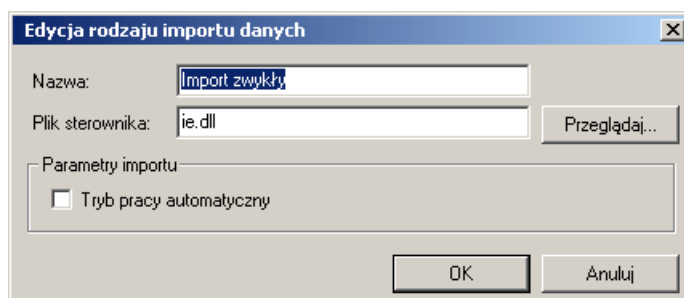 Edycja rodzaju importu danych
Nazwa: Import zwykły
Plik sterownika: ie.dll Przeglądaj...
Parametry importu
Tryb pracy automatyczny
OK Anuluj